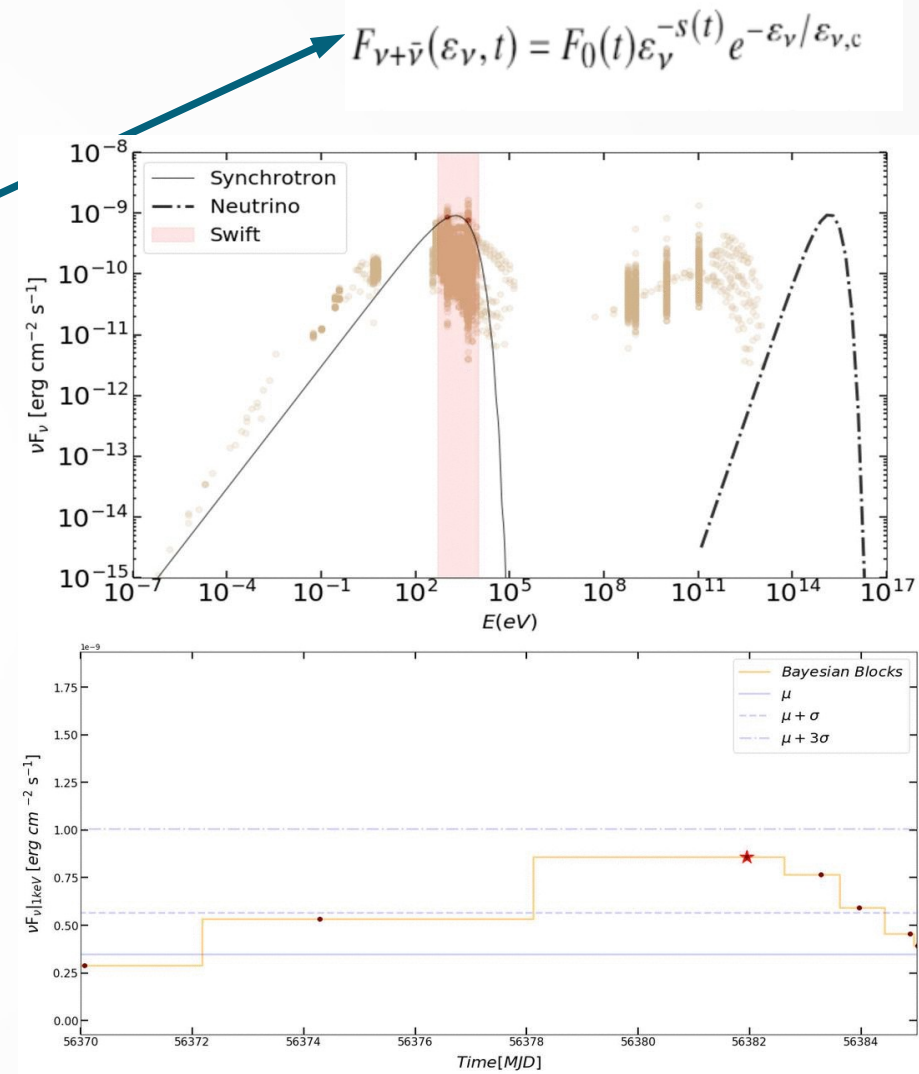 F_{ν+ν̄}(ε_ν, t) = F_0(t)ε_ν^{-s(t)} e^{-ε_ν/ε_{ν,c}}
Synchrotron
Neutrino
Swift
νF_ν [erg cm^{-2} s^{-1}]
10^{-8}
10^{-9}
10^{-10}
10^{-11}
10^{-12}
10^{-13}
10^{-14}
10^{-15}
10^{-7} 10^{-4} 10^{-1} 10^{2} 10^{5} 10^{8} 10^{11} 10^{14} 10^{17}
E(eV)
1e-9
Bayesian Blocks
μ
μ + σ
μ + 3σ
νF_ν|_{1keV} [erg cm^{-2} s^{-1}]
1.75
1.50
1.25
1.00
0.75
0.50
0.25
0.00
56370 56372 56374 56376 56378 56380 56382 56384
Time[MJD]